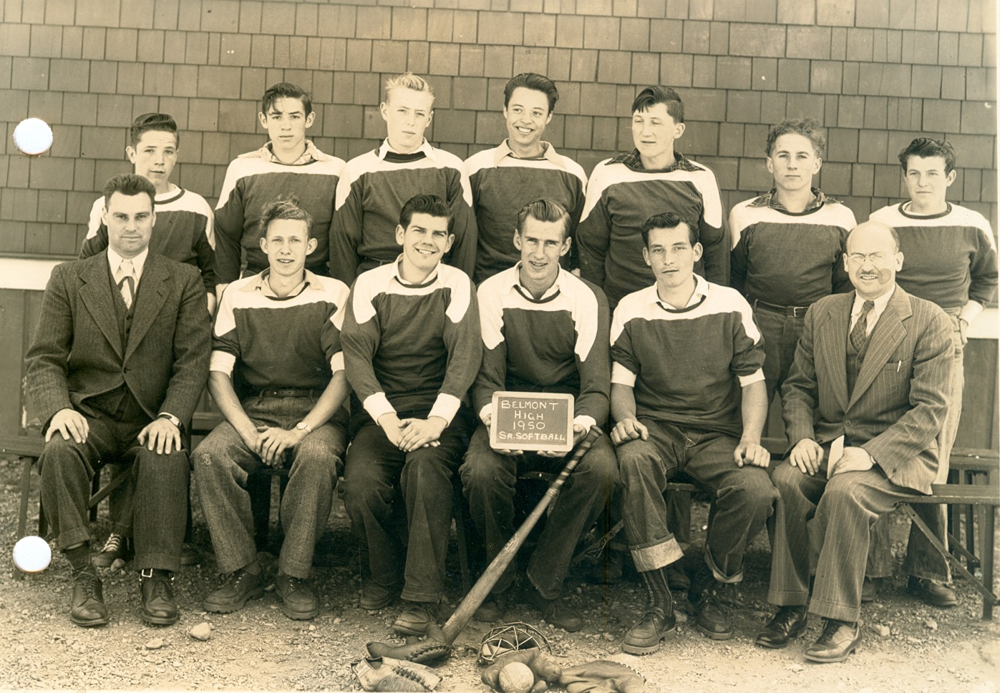 BELMONT
HIGH
1950
SR. SOFTBALL